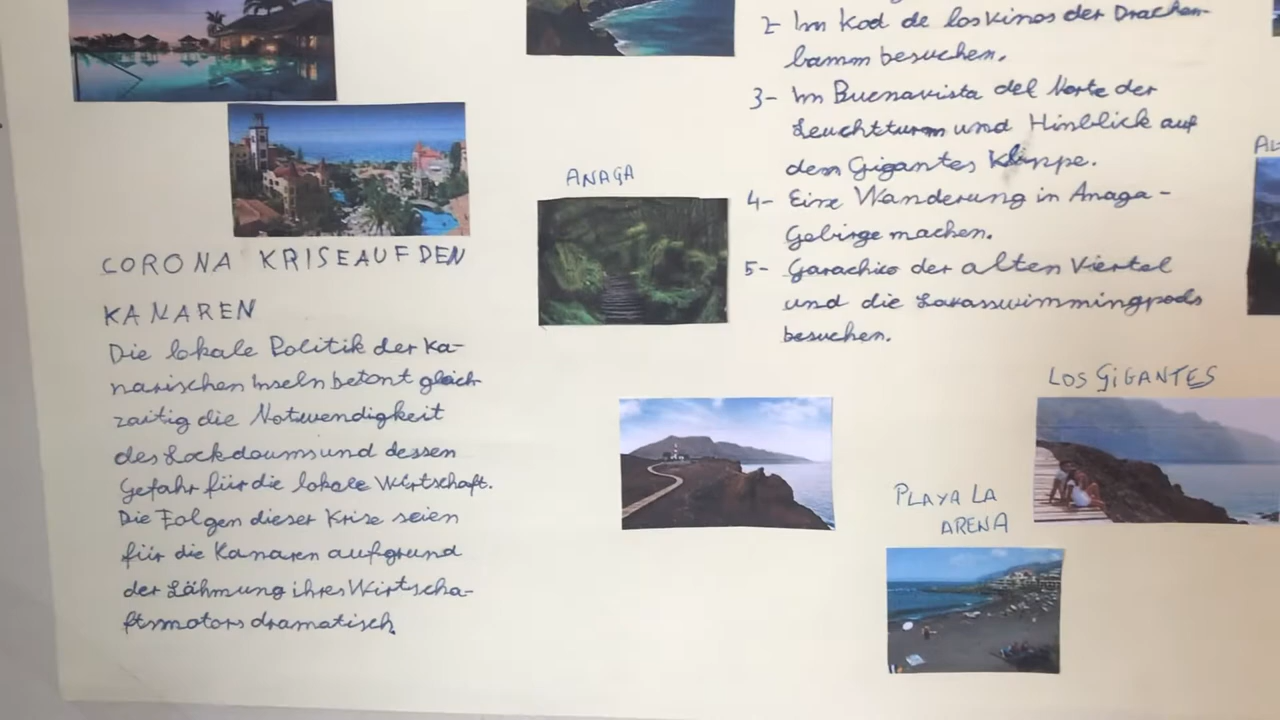 2- Im Kod de los Kinos der Drachen-
bamm besuchen.
3- Im Buenavista del Norte der
Leuchtturm und Hinblick auf
dem Gigantes Klippe.
4- Eine Wanderung in Anaga-
Gebirge machen.
5- Garachico der alten Viertel
und die Lavasswimmingpools
besuchen.
ANAGA
CORONA KRISE AUF DEN
KANAREN
Die lokale Politik der Ka-
narischen Inseln betont gleich
zeitig die Notwendigkeit
des Lockdowns und dessen
Gefahr für die lokale Wirtschaft.
Die Folgen dieser Krise seien
für die Kanaren aufgrund
der Lähmung ihres Wirtscha-
ftsmotors dramatisch
LOS GIGANTES
PLAYA LA
ARENA
AL